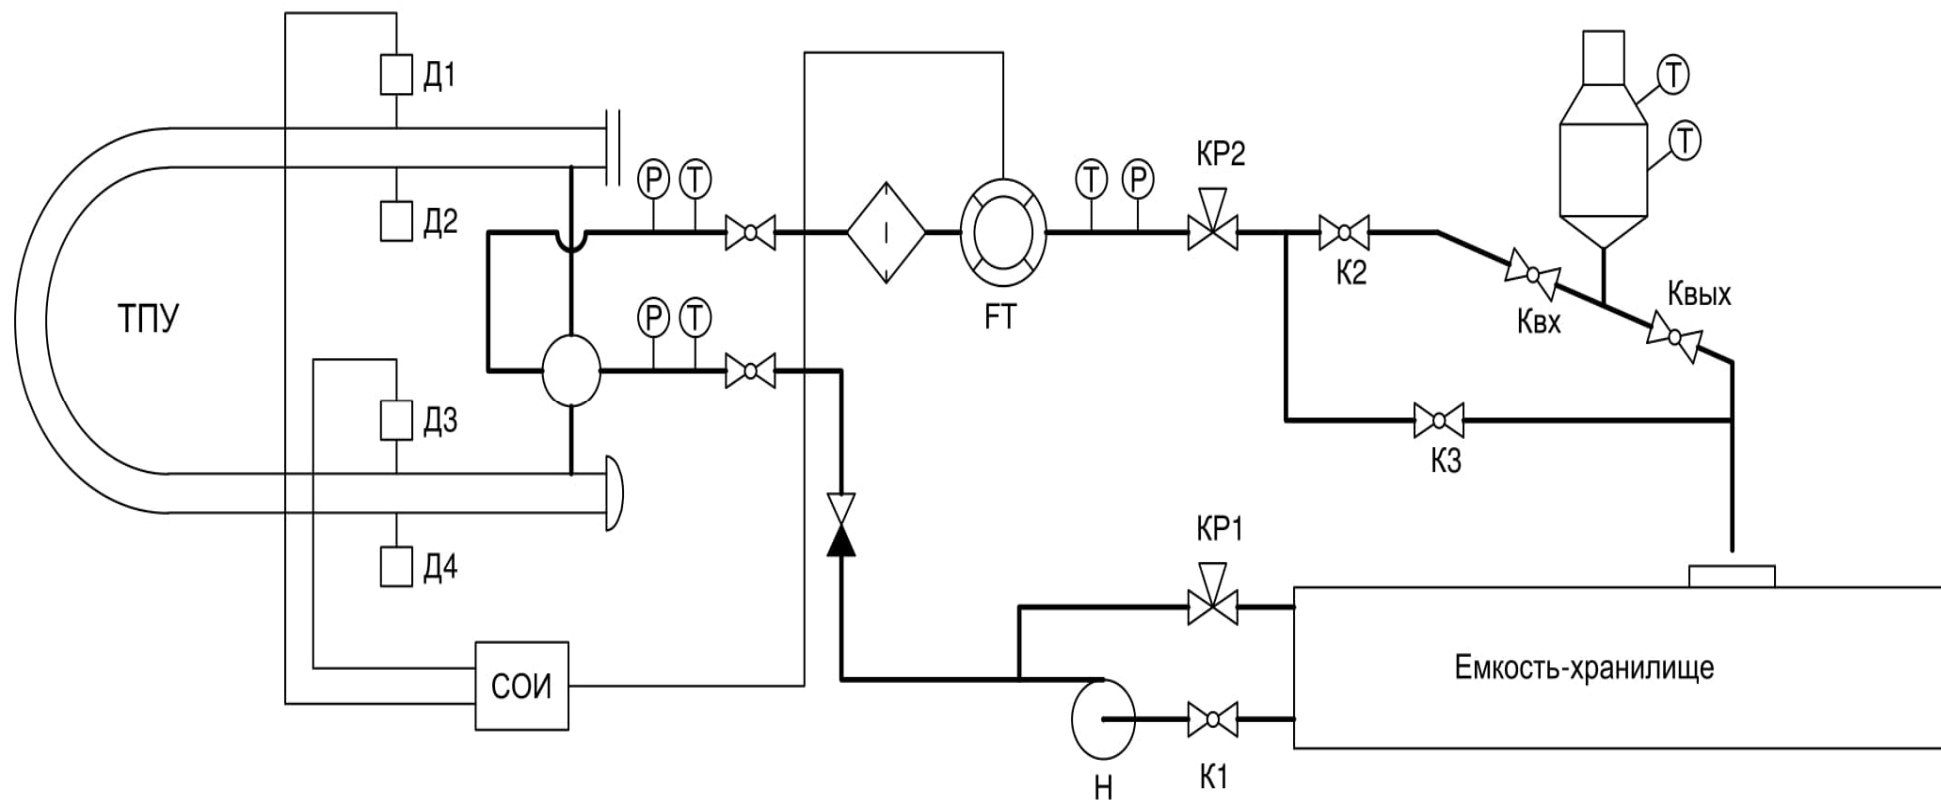 Д1
Т
КР2
Т
Р
Т
Т
Р
Д2
К2
Квых
ТПУ
Р
Т
FT
Квх
Д3
К3
КР1
Д4
Емкость-хранилище
СОИ
К1
Н